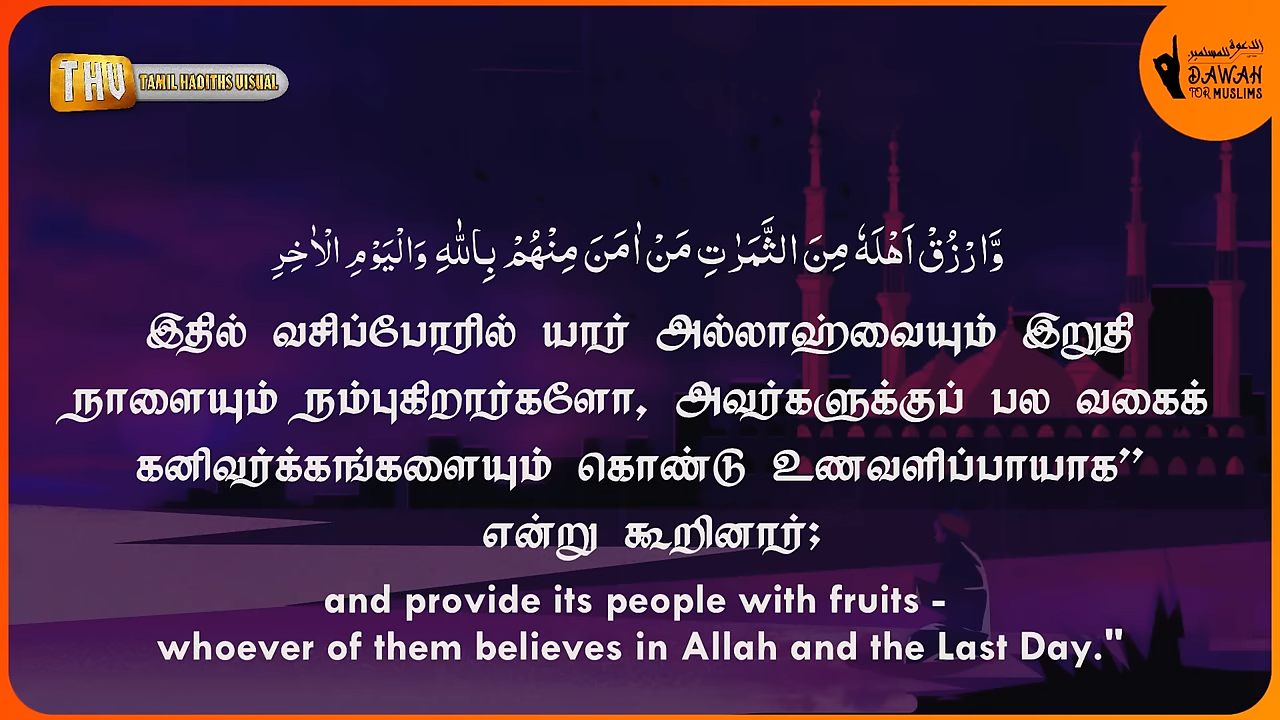 THV TAMIL HADITHS VISUAL
الدعوة للمسلمين
DAWAH
FOR MUSLIMS
وَّارْزُقْ اَهْلَهٗ مِنَ الثَّمَرٰتِ مَنْ اٰمَنَ مِنْهُمْ بِاللّٰهِ وَالْيَوْمِ الْاٰخِرِ
இதில் வசிப்போரில் யார் அல்லாஹ்வையும் இறுதி
நாளையும் நம்புகிறார்களோ, அவர்களுக்குப் பல வகைக்
கனிவர்க்கங்களையும் கொண்டு உணவளிப்பாயாக”
என்று கூறினார்;
and provide its people with fruits -
whoever of them believes in Allah and the Last Day."